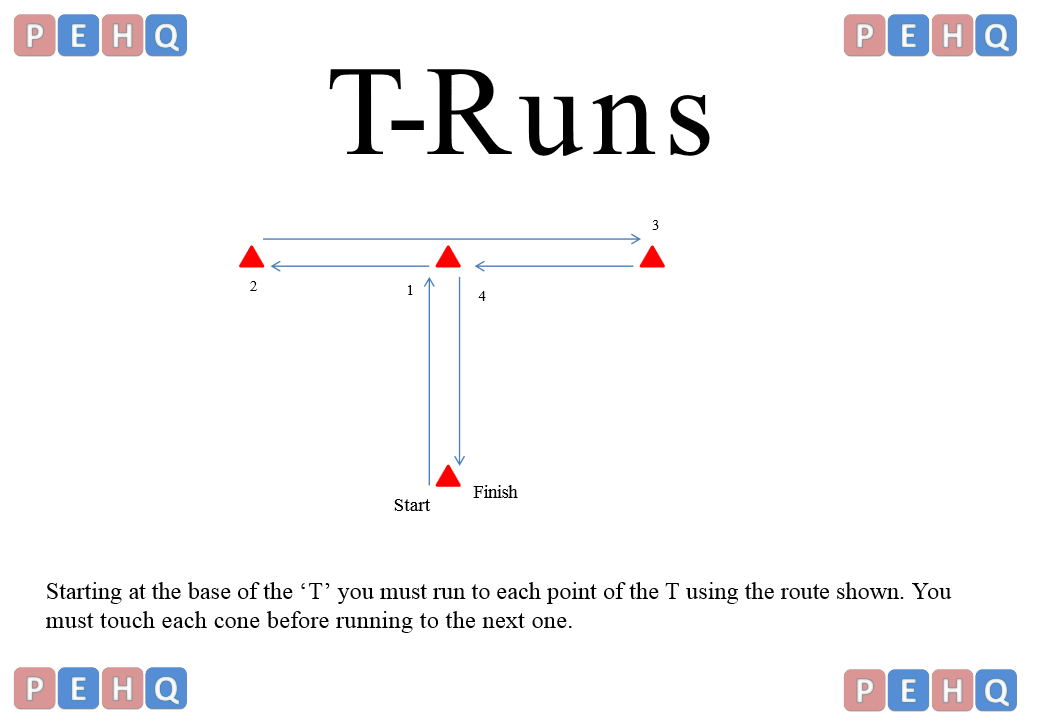 PEHQ
PEHQ
T-Runs
3
2
1
4
Start
Finish
Starting at the base of the ‘T’ you must run to each point of the T using the route shown. You
must touch each cone before running to the next one.
PEHQ
PEHQ